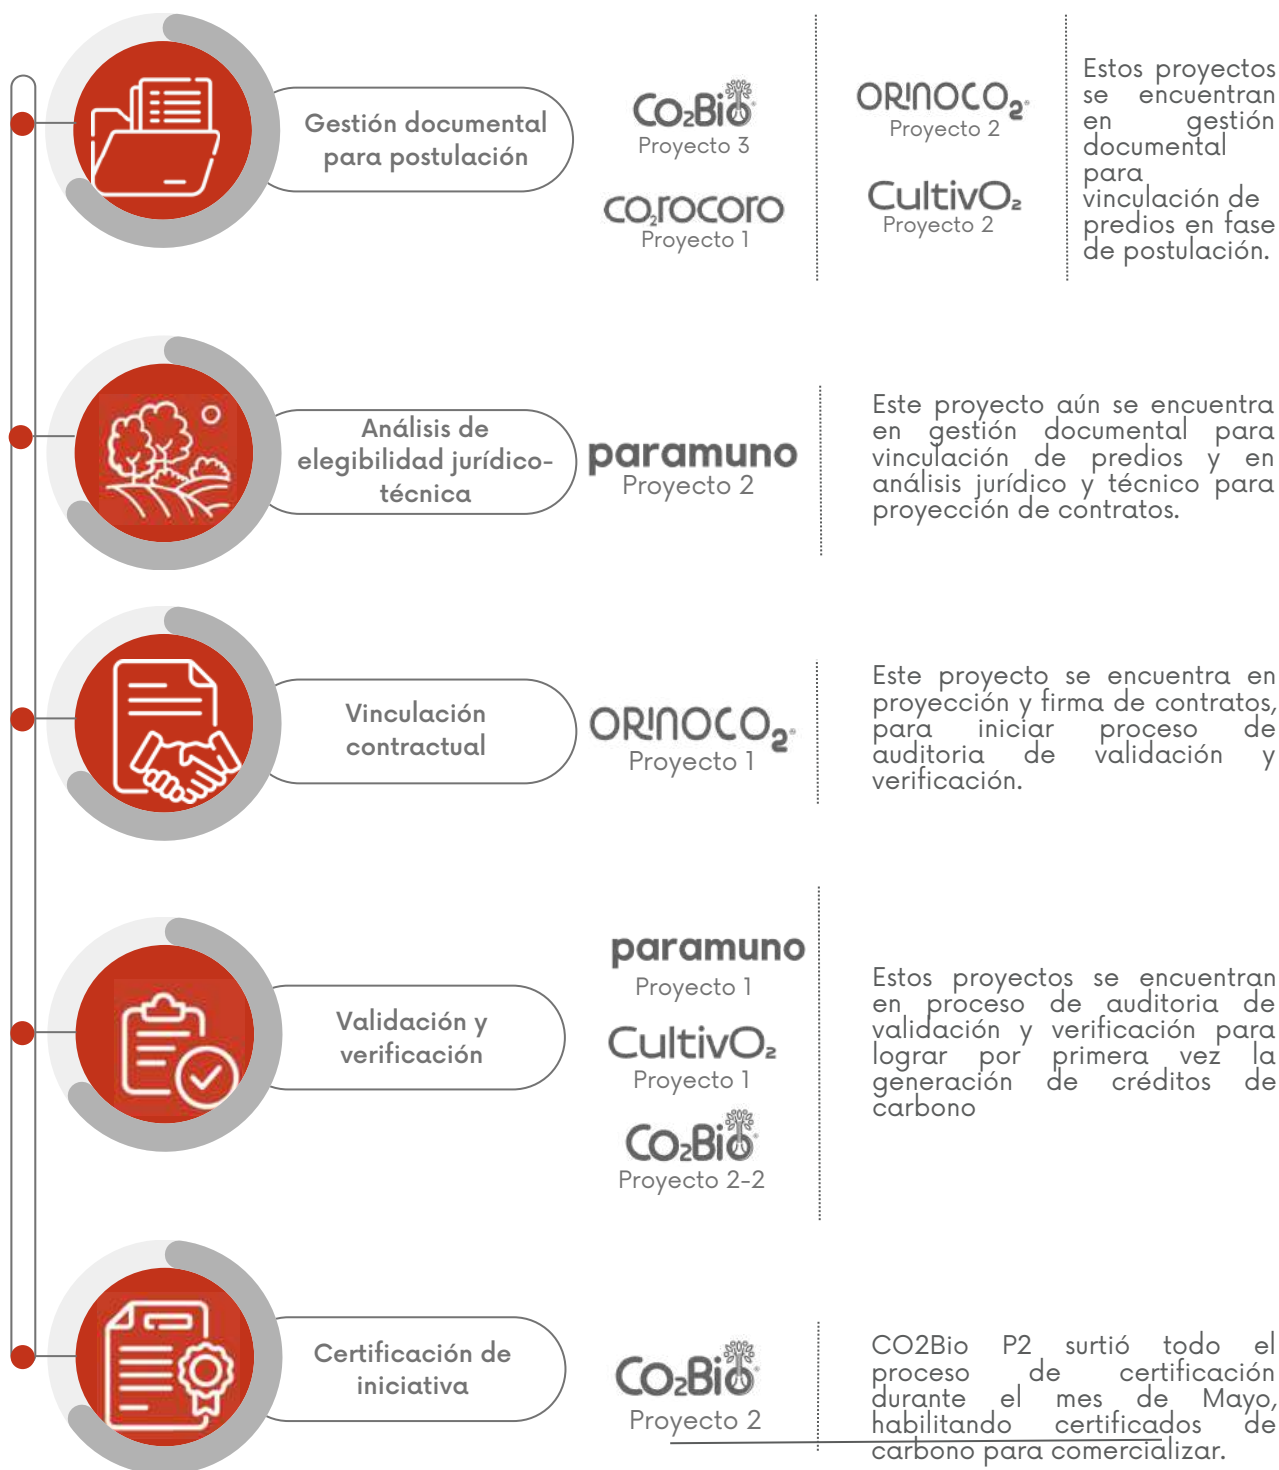 Gestión documental
para postulación
CO₂Bio
Proyecto 3
CO₂rocoro
Proyecto 1
ORINOCO₂®
Proyecto 2
CultivO₂
Proyecto 2
Estos proyectos
se encuentran
en gestión
documental
para
vinculación de
predios en fase
de postulación.
Análisis de
elegibilidad jurídico-
técnica
paramuno
Proyecto 2
Este proyecto aún se encuentra
en gestión documental para
vinculación de predios y en
análisis jurídico y técnico para
proyección de contratos.
Vinculación
contractual
ORINOCO₂®
Proyecto 1
Este proyecto se encuentra en
proyección y firma de contratos,
para iniciar proceso de
auditoria de validación y
verificación.
Validación y
verificación
paramuno
Proyecto 1
CultivO₂
Proyecto 1
CO₂Bio
Proyecto 2-2
Estos proyectos se encuentran
en proceso de auditoria de
validación y verificación para
lograr por primera vez la
generación de créditos de
carbono
Certificación de
iniciativa
CO₂Bio
Proyecto 2
CO2Bio P2 surtió todo el
proceso de certificación
durante el mes de Mayo,
habilitando certificados de
carbono para comercializar.